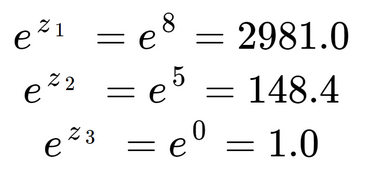 e^{z_1} = e^8 = 2981.0
e^{z_2} = e^5 = 148.4
e^{z_3} = e^0 = 1.0